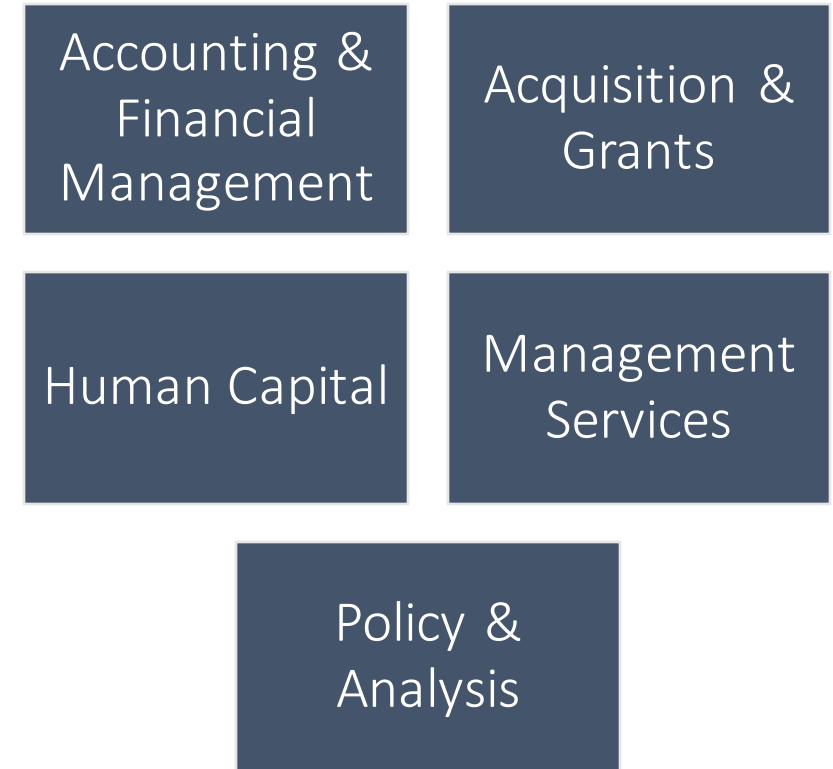 Accounting &
Financial
Management
Acquisition &
Grants
Human Capital
Management
Services
Policy &
Analysis